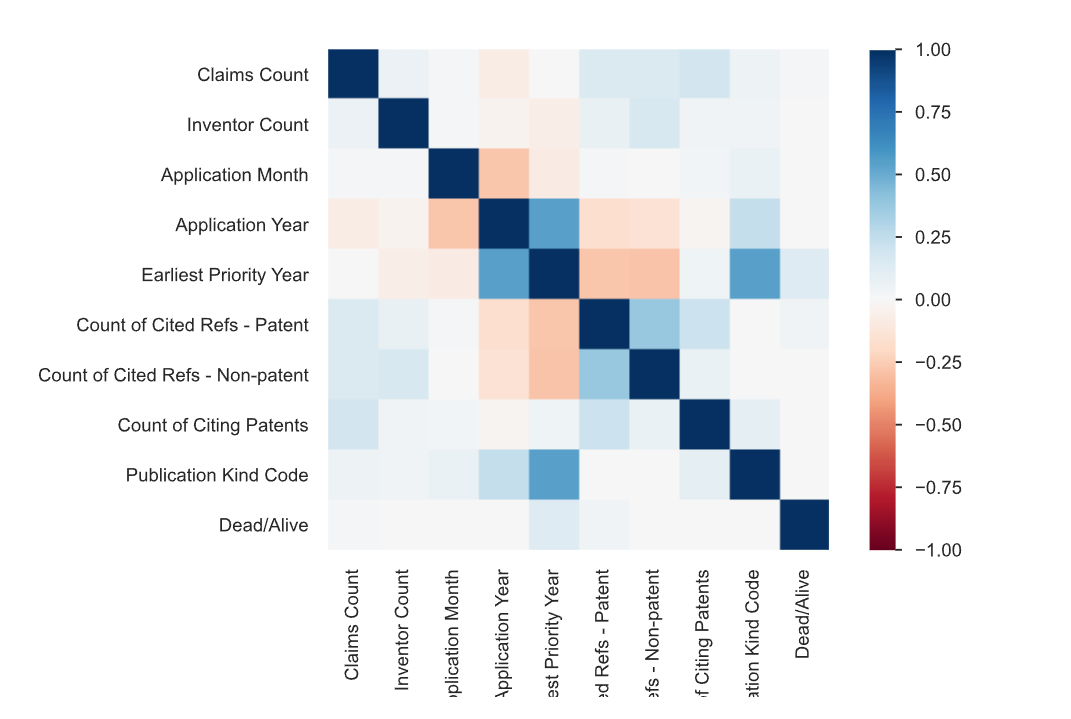 Claims Count
Inventor Count
Application Month
Application Year
Earliest Priority Year
Count of Cited Refs - Patent
Count of Cited Refs - Non-patent
Count of Citing Patents
Publication Kind Code
Dead/Alive
1.00
0.75
0.50
0.25
0.00
−0.25
−0.50
−0.75
−1.00
Claims Count
Inventor Count
pplication Month
Application Year
est Priority Year
ed Refs - Patent
efs - Non-patent
of Citing Patents
ation Kind Code
Dead/Alive